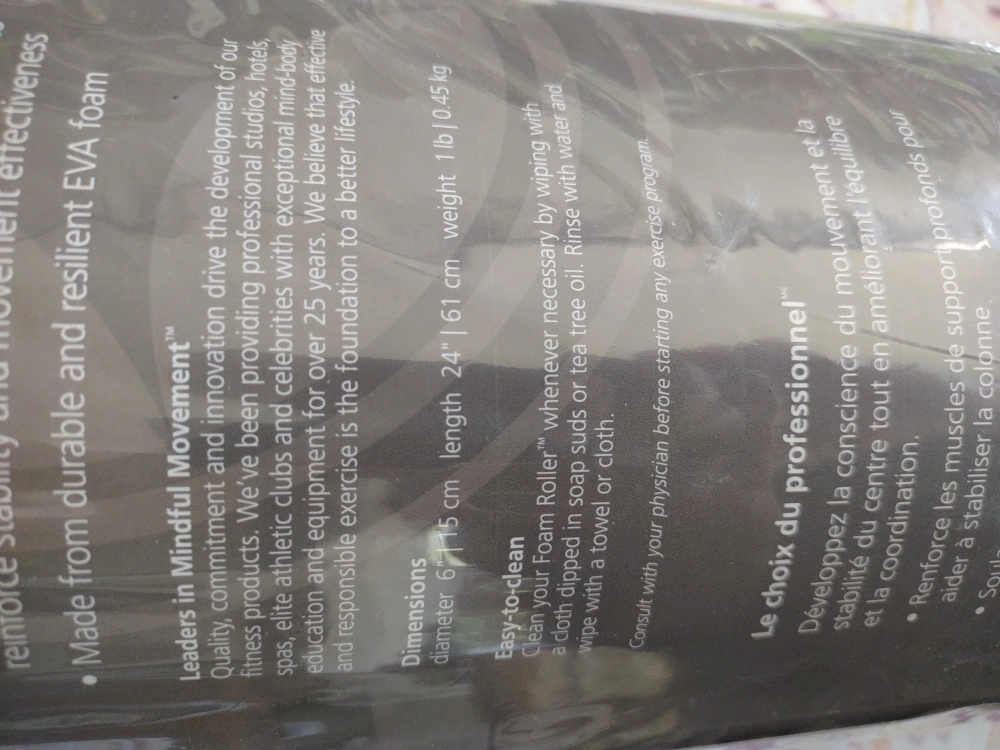 reinforce stability and movement effectiveness
• Made from durable and resilient EVA foam
Leaders in Mindful Movement™
Quality, commitment and innovation drive the development of our
fitness products. We've been providing professional studios, hotels,
spas, elite athletic clubs and celebrities with exceptional mind-body
education and equipment for over 25 years. We believe that effective
and responsible exercise is the foundation to a better lifestyle.
Dimensions
diameter 6" | 15 cm length 24" | 61 cm weight 1 lb | 0.45 kg
Easy-to-clean
Clean your Foam Roller™ whenever necessary by wiping with
a cloth dipped in soap suds or tea tree oil. Rinse with water and
wipe with a towel or cloth.
Consult with your physician before starting any exercise program.
Le choix du professionnel MC
Développez la conscience du mouvement et la
stabilité du centre tout en améliorant l'équilibre
et la coordination.
• Renforce les muscles de support profonds pour
aider à stabiliser la colonne